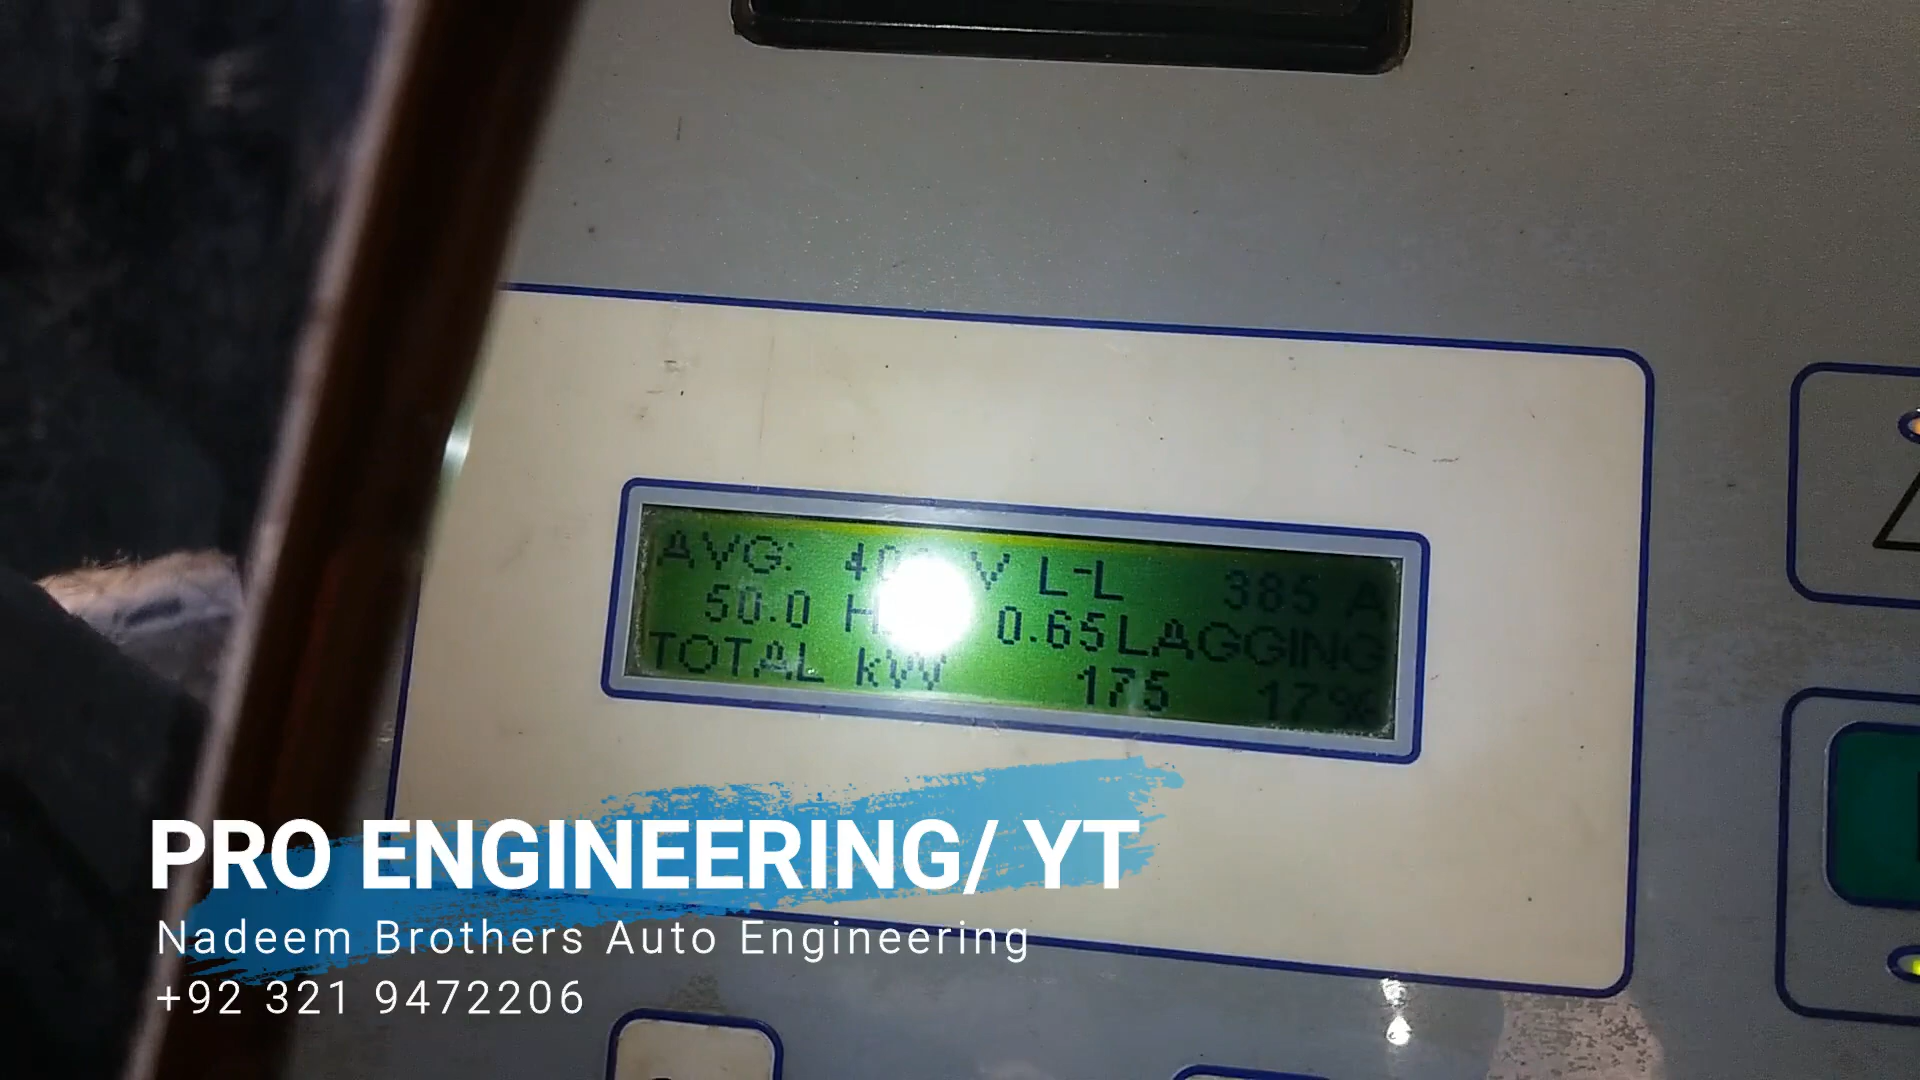 AVG: V L-L 385 A
50.0 0.65 LAGGING
TOTAL kW 175 17%
PRO ENGINEERING/ YT
Nadeem Brothers Auto Engineering
+92 321 9472206